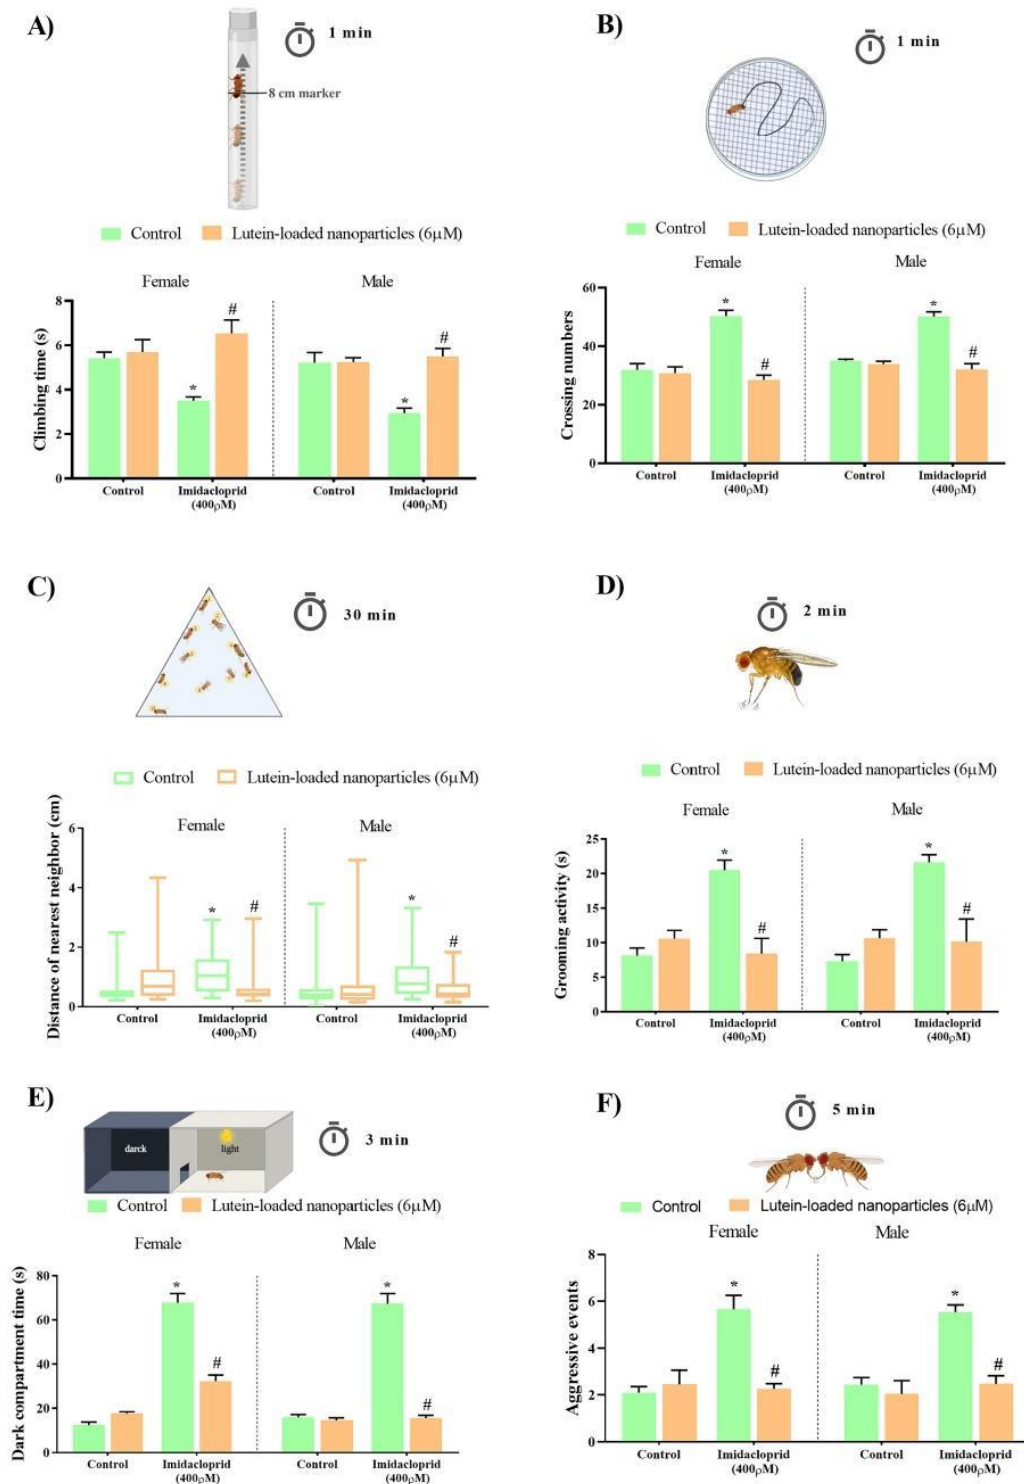 A)
1 min
8 cm marker
Control Lutein-loaded nanoparticles (6µM)
Female Male
Climbing time (s)
8
6
4
2
0
Control Imidacloprid Control Imidacloprid
(400ρM) (400ρM)
* # * #
B)
1 min
Control Lutein-loaded nanoparticles (6µM)
Female Male
Crossing numbers
60
40
20
0
Control Imidacloprid Control Imidacloprid
(400ρM) (400ρM)
* # * #
C)
30 min
Control Lutein-loaded nanoparticles (6µM)
Female Male
Distance of nearest neighbor (cm)
6
4
2
0
Control Imidacloprid Control Imidacloprid
(400ρM) (400ρM)
* # * #
D)
2 min
Control Lutein-loaded nanoparticles (6µM)
Female Male
Grooming activity (s)
25
20
15
10
5
0
Control Imidacloprid Control Imidacloprid
(400ρM) (400ρM)
* # * #
E)
darck light
3 min
Control Lutein-loaded nanoparticles (6µM)
Female Male
Dark compartment time (s)
80
60
40
20
0
Control Imidacloprid Control Imidacloprid
(400ρM) (400ρM)
* # * #
F)
5 min
Control Lutein-loaded nanoparticles (6µM)
Female Male
Aggressive events
8
6
4
2
0
Control Imidacloprid Control Imidacloprid
(400ρM) (400ρM)
* # * #